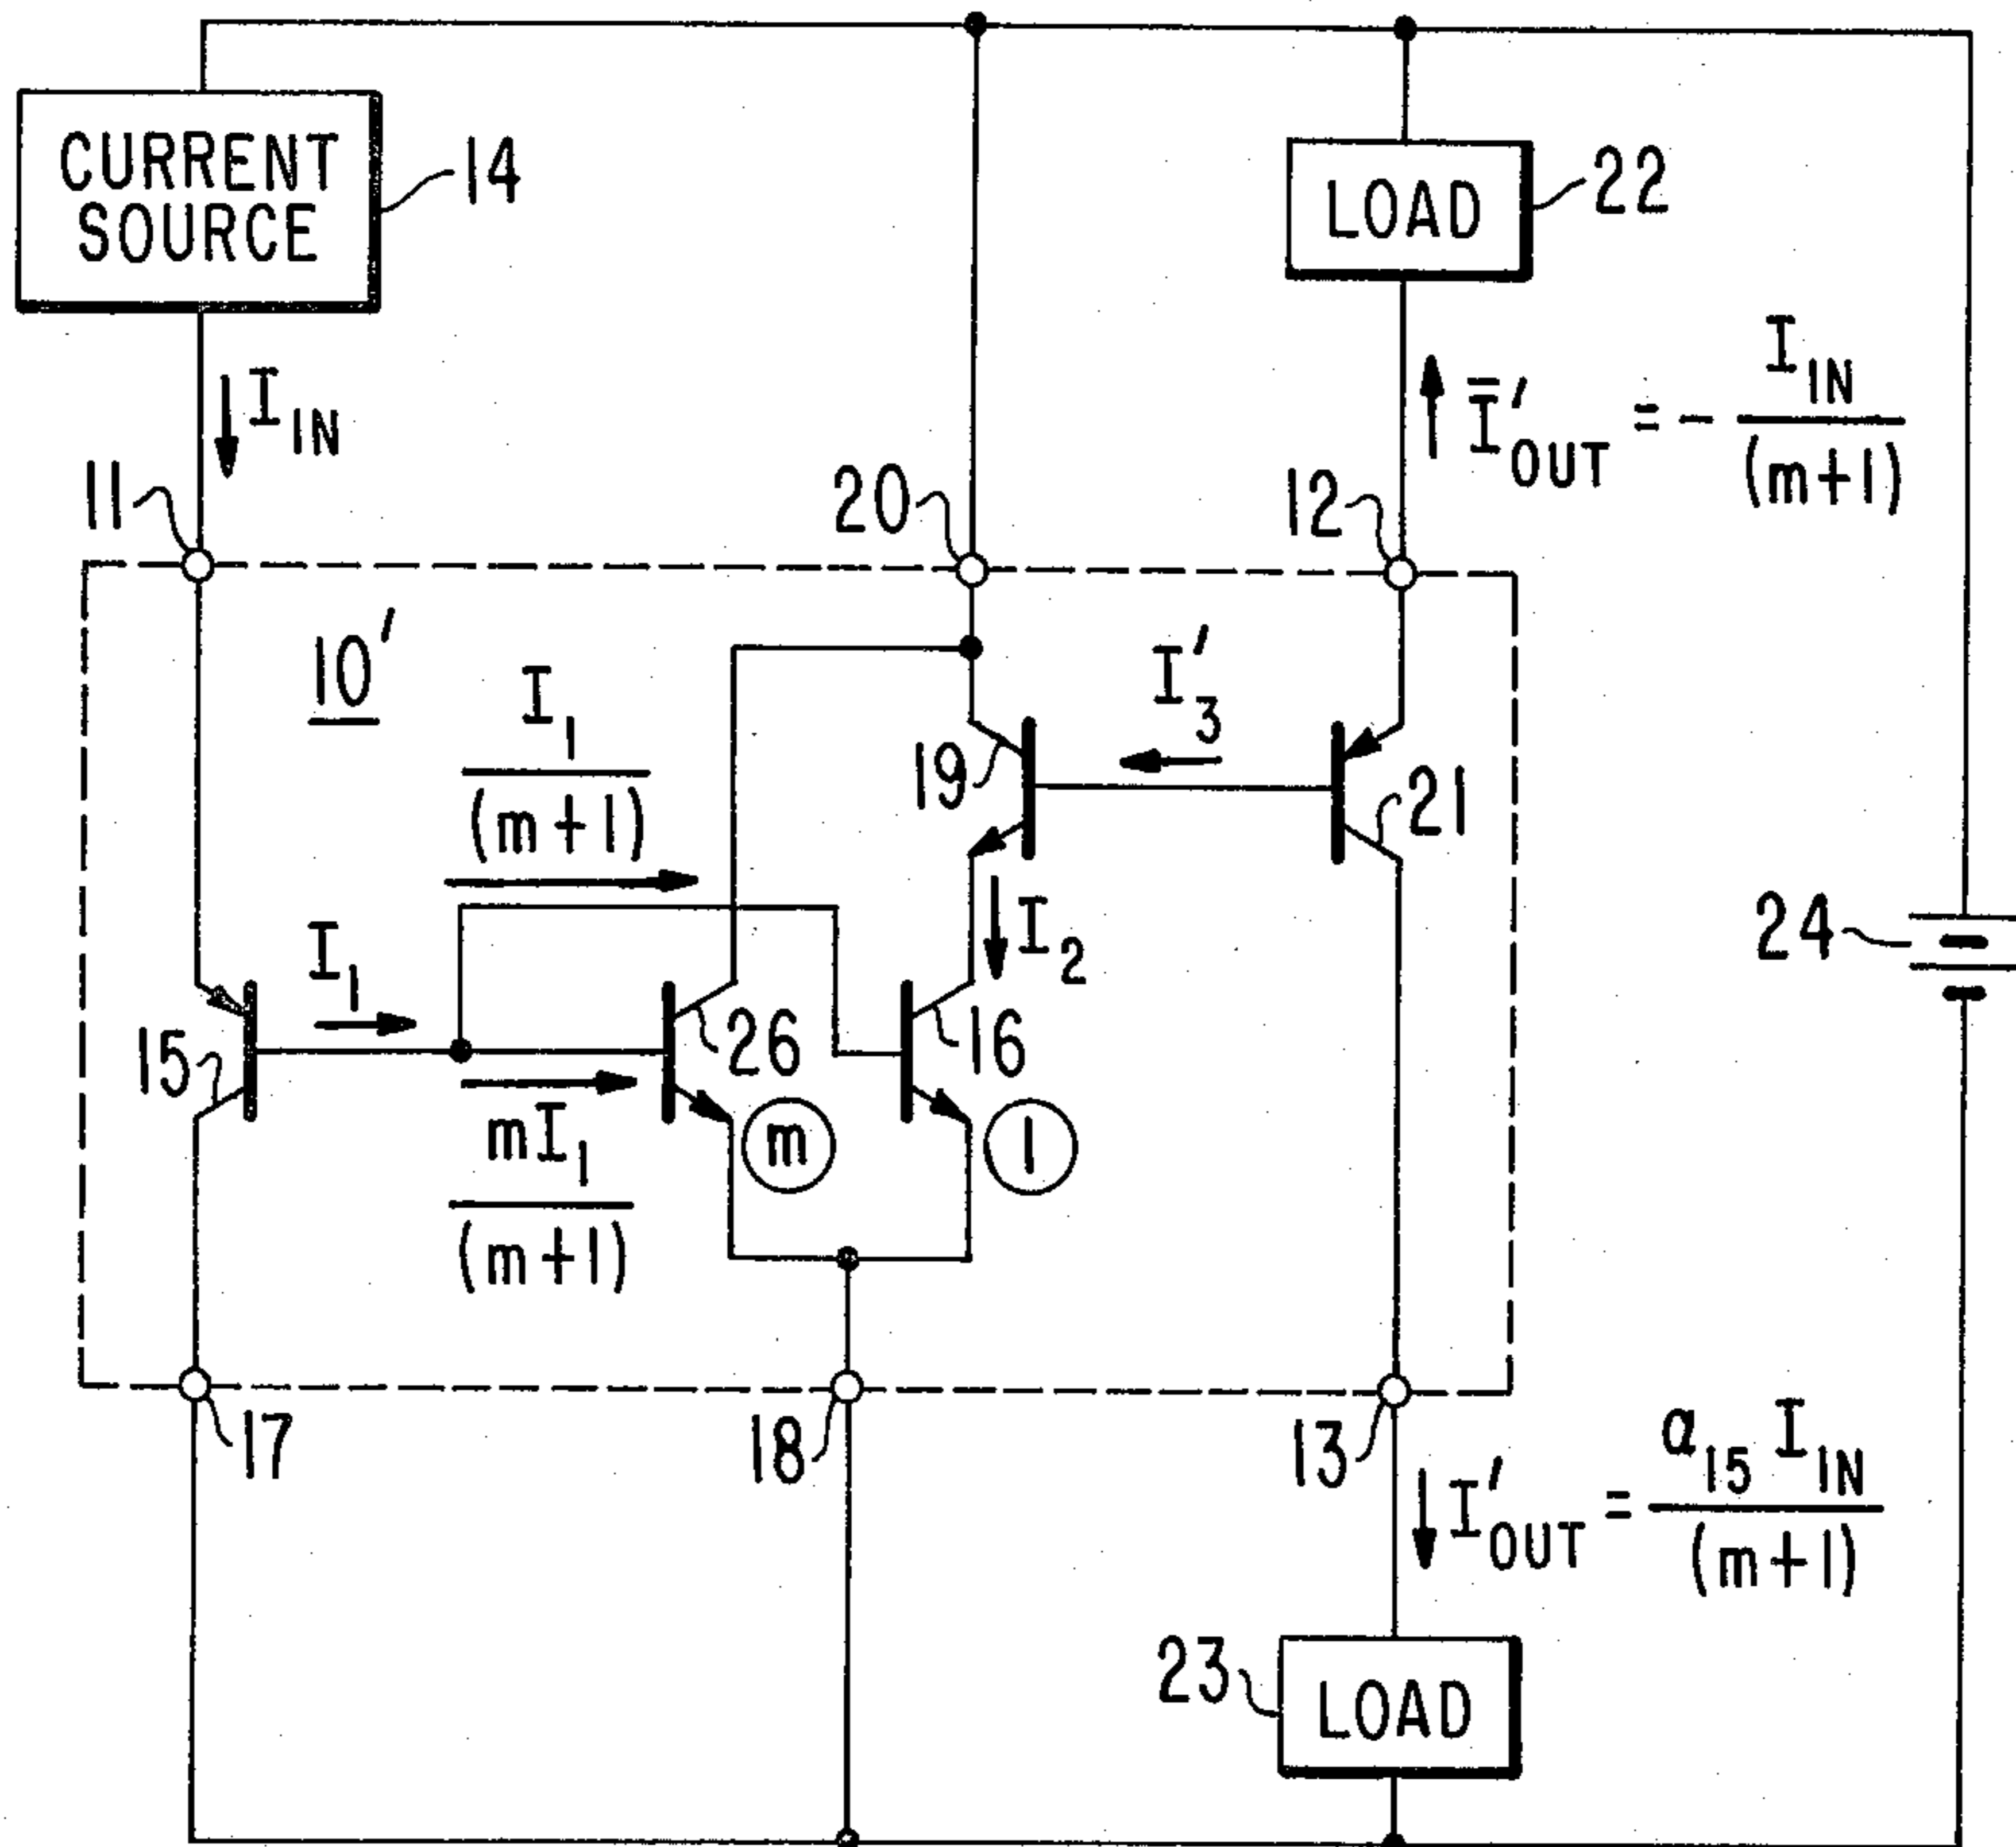 CURRENT
SOURCE
14
LOAD
22
I_IN
Ī'_OUT = - I_IN / (m+1)
11
20
12
10'
I_1 / (m+1)
I'_3
19
21
I_1
I_2
24
15
26
16
m
1
mI_1 / (m+1)
17
18
13
I'_OUT = α_15 I_IN / (m+1)
23
LOAD